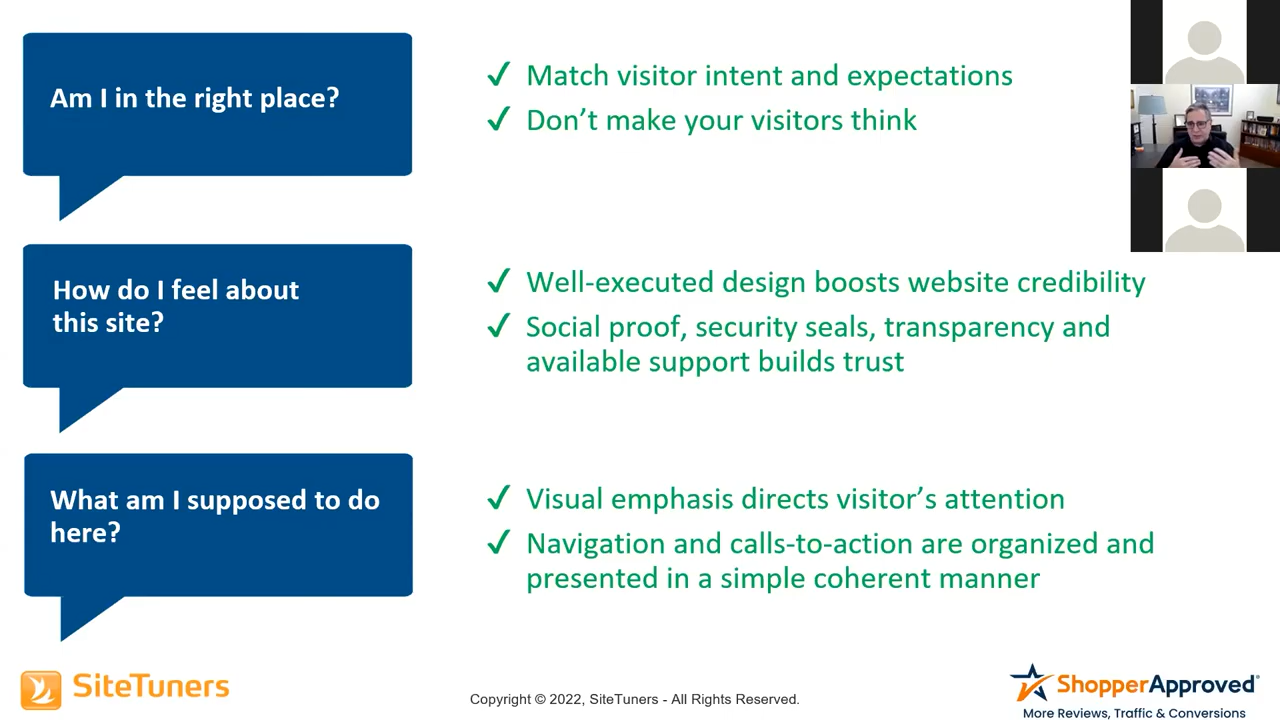 Am I in the right place?
✓ Match visitor intent and expectations
✓ Don't make your visitors think
How do I feel about
this site?
✓ Well-executed design boosts website credibility
✓ Social proof, security seals, transparency and
available support builds trust
What am I supposed to do
here?
✓ Visual emphasis directs visitor's attention
✓ Navigation and calls-to-action are organized and
presented in a simple coherent manner
SiteTuners
Copyright © 2022, SiteTuners - All Rights Reserved.
ShopperApproved
More Reviews, Traffic & Conversions